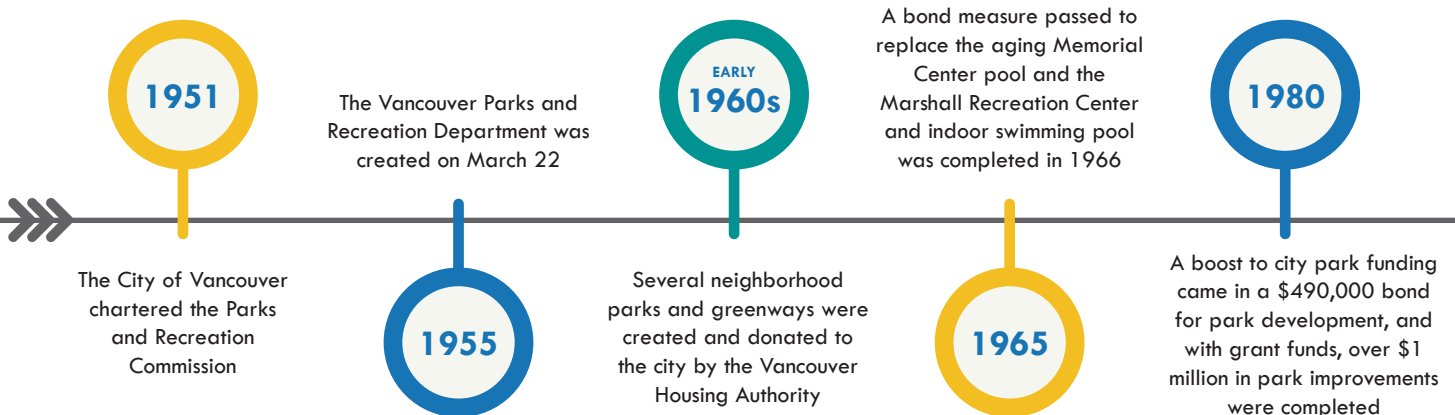 1951
The City of Vancouver
chartered the Parks
and Recreation
Commission
The Vancouver Parks and
Recreation Department was
created on March 22
1955
EARLY
1960s
Several neighborhood
parks and greenways were
created and donated to
the city by the Vancouver
Housing Authority
A bond measure passed to
replace the aging Memorial
Center pool and the
Marshall Recreation Center
and indoor swimming pool
was completed in 1966
1965
1980
A boost to city park funding
came in a $490,000 bond
for park development, and
with grant funds, over $1
million in park improvements
were completed